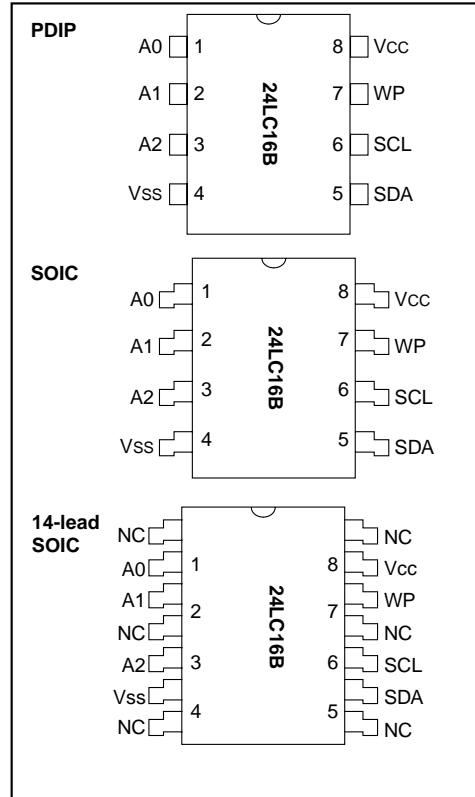 PDIP
A0 1 8 VCC
A1 2 7 WP
A2 3 6 SCL
VSS 4 5 SDA
24LC16B
SOIC
A0 1 8 VCC
A1 2 7 WP
A2 3 6 SCL
VSS 4 5 SDA
24LC16B
14-lead
SOIC
NC NC
A0 1 8 Vcc
A1 WP
2 7
NC NC
A2 3 6 SCL
Vss SDA
4 5
NC NC
24LC16B